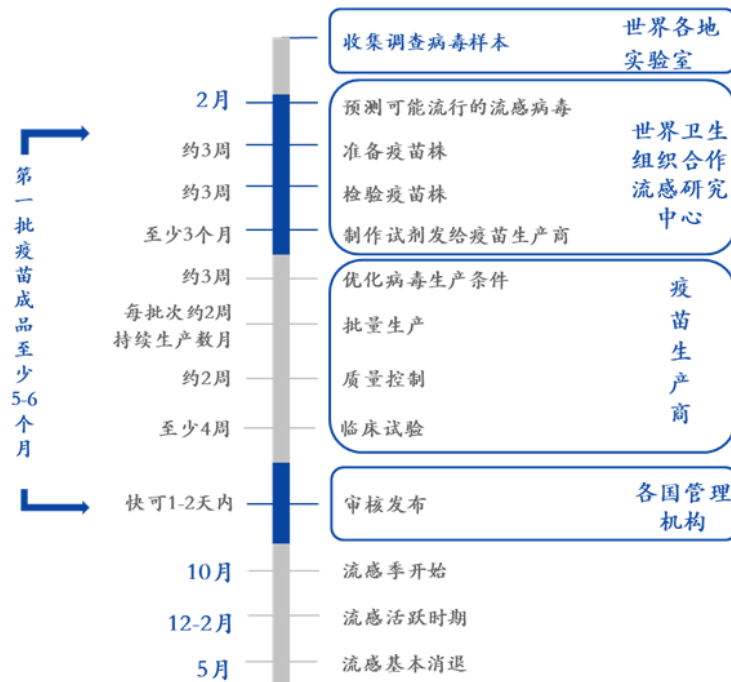 收集调查病毒样本
世界各地
实验室
2月
预测可能流行的流感病毒
约3周
准备疫苗株
约3周
检验疫苗株
至少3个月
制作试剂发给疫苗生产商
世界卫生
组织合作
流感研究
中心
约3周
优化病毒生产条件
每批次约2周
持续生产数月
批量生产
约2周
质量控制
至少4周
临床试验
疫苗生产商
第一批疫苗成品至少5-6个月
快可1-2天内
审核发布
各国管理
机构
10月
流感季开始
12-2月
流感活跃时期
5月
流感基本消退